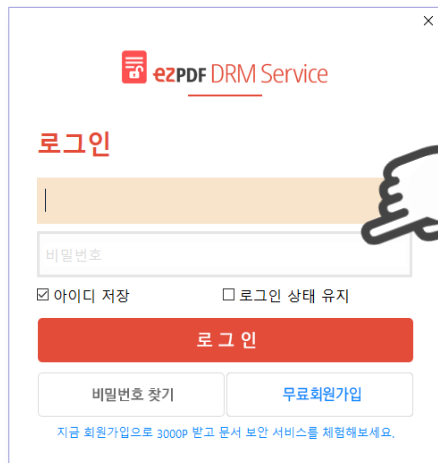 ezPDF DRM Service
로그인
비밀번호
아이디 저장 로그인 상태 유지
로그인
비밀번호 찾기 무료회원가입
지금 회원가입으로 3000P 받고 문서 보안 서비스를 체험해보세요.